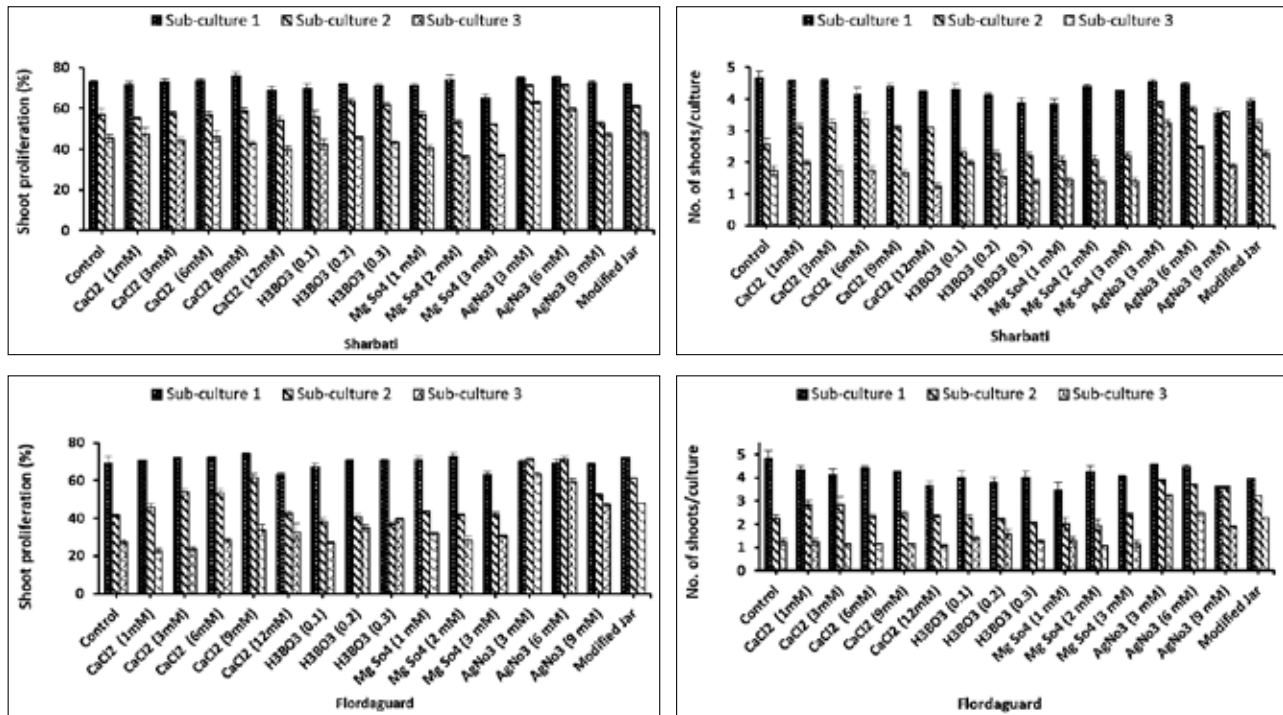 Sub-culture 1 Sub-culture 2 Sub-culture 3
Shoot proliferation (%)
80
60
40
20
0
Control
CaCl2 (1mM)
CaCl2 (3mM)
CaCl2 (6mM)
CaCl2 (9mM)
CaCl2 (12mM)
H3BO3 (0.1)
H3BO3 (0.2)
H3BO3 (0.3)
Mg So4 (1 mM)
Mg So4 (2 mM)
Mg So4 (3 mM)
AgNo3 (3 mM)
AgNo3 (6 mM)
AgNo3 (9 mM)
Modified Jar
Sharbati
Sub-culture 1 Sub-culture 2 Sub-culture 3
No. of shoots/culture
5
4
3
2
1
0
Control
CaCl2 (1mM)
CaCl2 (3mM)
CaCl2 (6mM)
CaCl2 (9mM)
CaCl2 (12mM)
H3BO3 (0.1)
H3BO3 (0.2)
H3BO3 (0.3)
Mg So4 (1 mM)
Mg So4 (2 mM)
Mg So4 (3 mM)
AgNo3 (3 mM)
AgNo3 (6 mM)
AgNo3 (9 mM)
Modified Jar
Sharbati
Sub-culture 1 Sub-culture 2 Sub-culture 3
Shoot proliferation (%)
80
60
40
20
0
Control
CaCl2 (1mM)
CaCl2 (3mM)
CaCl2 (6mM)
CaCl2 (9mM)
CaCl2 (12mM)
H3BO3 (0.1)
H3BO3 (0.2)
H3BO3 (0.3)
Mg So4 (1 mM)
Mg So4 (2 mM)
Mg So4 (3 mM)
AgNo3 (3 mM)
AgNo3 (6 mM)
AgNo3 (9 mM)
Modified Jar
Flordaguard
Sub-culture 1 Sub-culture 2 Sub-culture 3
No. of shoots/culture
5
4
3
2
1
0
Control
CaCl2 (1mM)
CaCl2 (3mM)
CaCl2 (6mM)
CaCl2 (9mM)
CaCl2 (12mM)
H3BO3 (0.1)
H3BO3 (0.2)
H3BO3 (0.3)
Mg So4 (1 mM)
Mg So4 (2 mM)
Mg So4 (3 mM)
AgNo3 (3 mM)
AgNo3 (6 mM)
AgNo3 (9 mM)
Modified Jar
Flordaguard